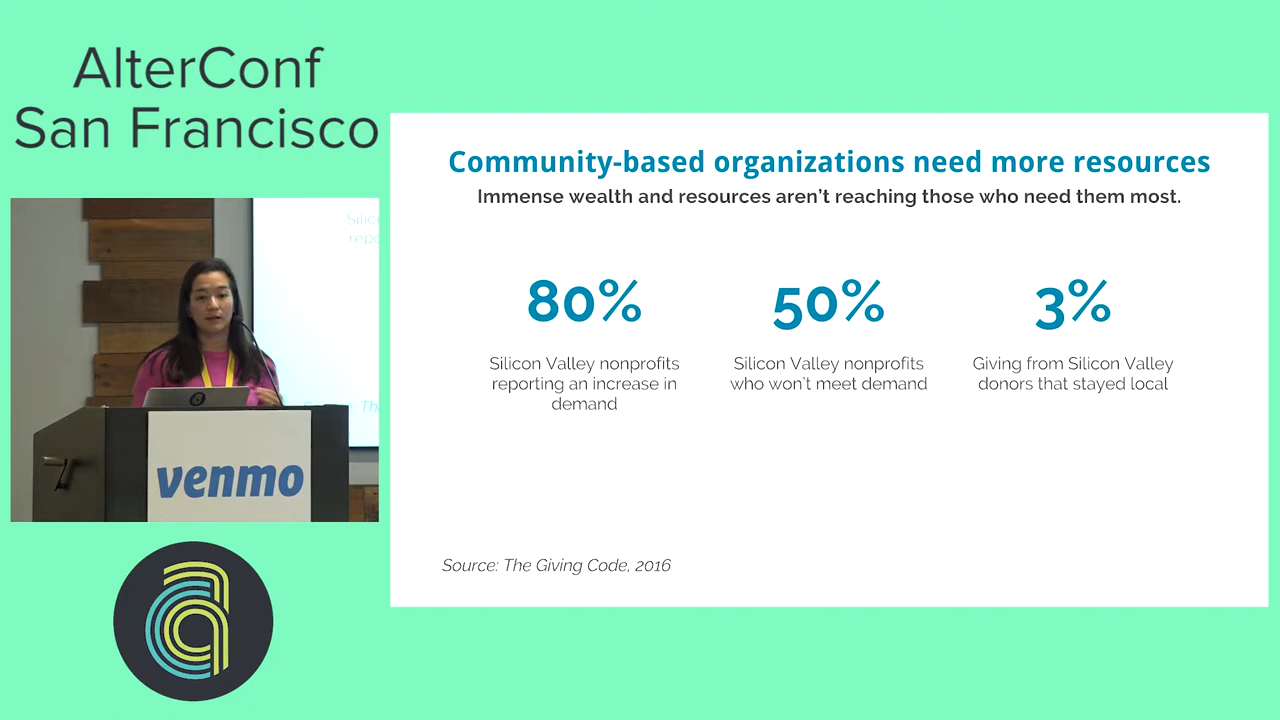 AlterConf
San Francisco
Community-based organizations need more resources
Immense wealth and resources aren't reaching those who need them most.
80%
50%
3%
Silicon Valley nonprofits
reporting an increase in
demand
Silicon Valley nonprofits
who won't meet demand
Giving from Silicon Valley
donors that stayed local
Source: The Giving Code, 2016
venmo